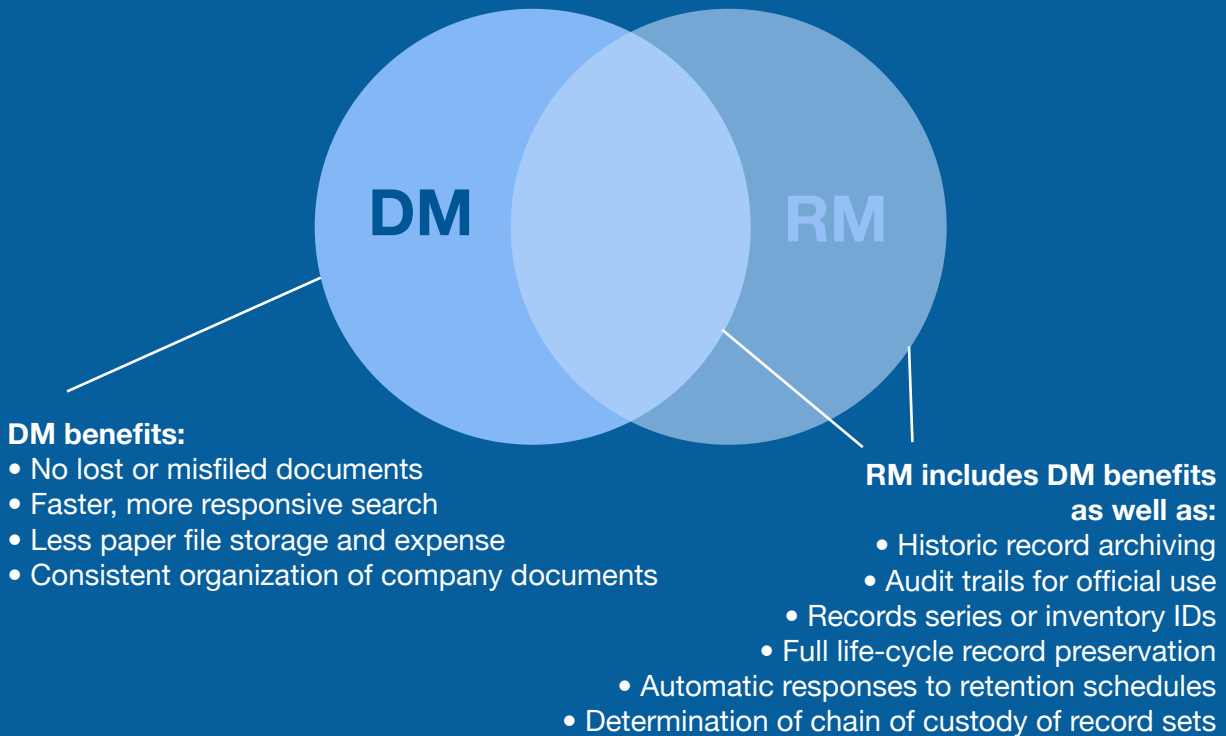 DM
RM
DM benefits:
• No lost or misfiled documents
• Faster, more responsive search
• Less paper file storage and expense
• Consistent organization of company documents
RM includes DM benefits
as well as:
• Historic record archiving
• Audit trails for official use
• Records series or inventory IDs
• Full life-cycle record preservation
• Automatic responses to retention schedules
• Determination of chain of custody of record sets